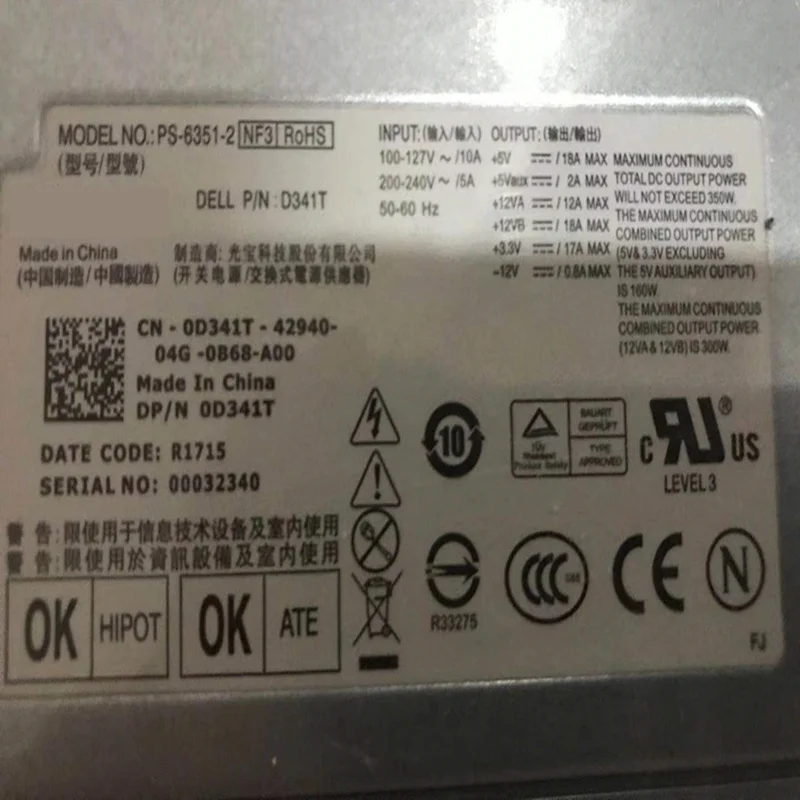 MODEL NO.: PS-6351-2 NF3 RoHS
(型号/型號)
DELL P/N: D341T
INPUT: (输入/輸入)
100-127V ~ /10A
200-240V ~ /5A
50-60 Hz
OUTPUT: (输出/輸出)
+5V /18A MAX
+5Vaux / 2A MAX
+12VA /12A MAX
+12VB / 18A MAX
+3.3V / 17A MAX
-12V / 0.8A MAX
MAXIMUM CONTINUOUS
TOTAL DC OUTPUT POWER
WILL NOT EXCEED 350W.
THE MAXIMUM CONTINUOUS
COMBINED OUTPUT POWER
(5V& 3.3V EXCLUDING
THE 5V AUXILIARY OUTPUT)
IS 160W.
THE MAXIMUM CONTINUOUS
COMBINED OUTPUT POWER
(12VA & 12VB) IS 300W.
Made in China
(中国制造/中國製造)
制造商: 光宝科技股份有限公司
(开关电源/交換式電源供應器)
CN - 0D341T - 42940-
04G -0B68-A00
Made In China
DP/N 0D341T
DATE CODE: R1715
SERIAL NO: 00032340
10
TÜV
Product Safety
BAUART
GEPRÜFT
TYPE
APPROVED
C UL ® US
LEVEL 3
警 告: 限使用于信息技术设备及室内使用
警 告: 限使用於資訊設備及室內使用
OK HIPOT
OK ATE
R33275
CCC
CE
N
FJ